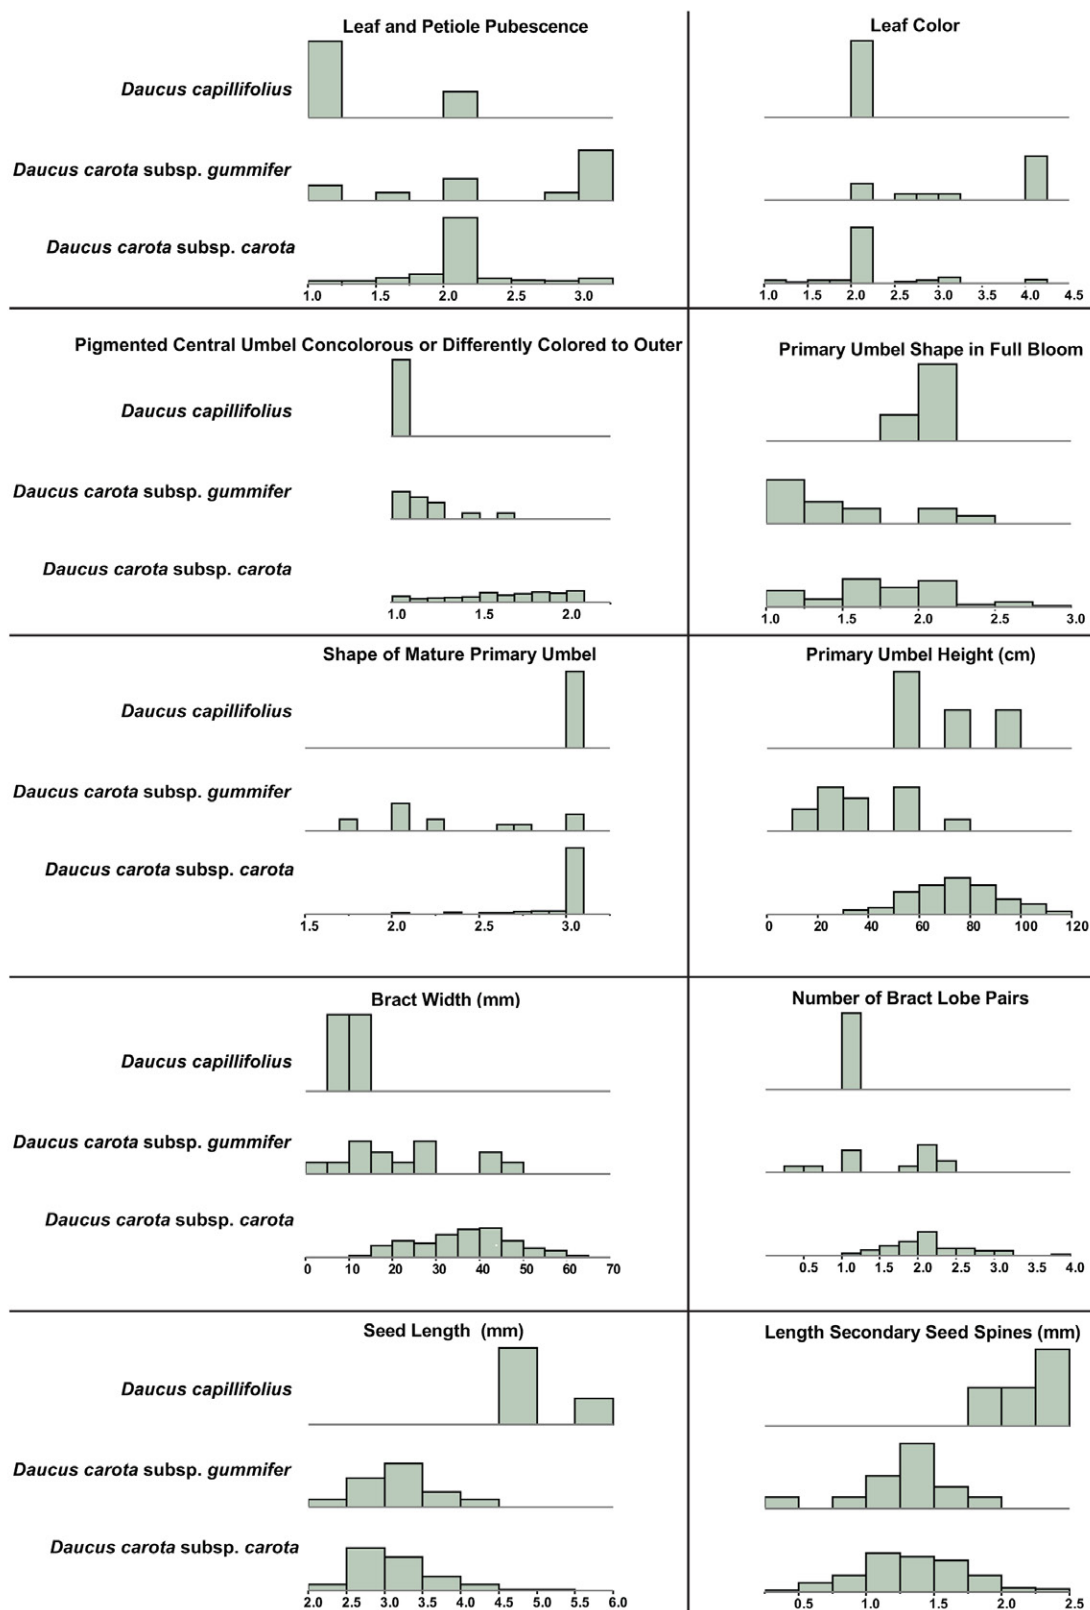 Leaf and Petiole Pubescence
Daucus capillifolius
Daucus carota subsp. gummifer
Daucus carota subsp. carota
1.0 1.5 2.0 2.5 3.0
Leaf Color
1.0 1.5 2.0 2.5 3.0 3.5 4.0 4.5
Pigmented Central Umbel Concolorous or Differently Colored to Outer
Daucus capillifolius
Daucus carota subsp. gummifer
Daucus carota subsp. carota
1.0 1.5 2.0
Primary Umbel Shape in Full Bloom
1.0 1.5 2.0 2.5 3.0
Shape of Mature Primary Umbel
Daucus capillifolius
Daucus carota subsp. gummifer
Daucus carota subsp. carota
1.5 2.0 2.5 3.0
Primary Umbel Height (cm)
0 20 40 60 80 100 120
Bract Width (mm)
Daucus capillifolius
Daucus carota subsp. gummifer
Daucus carota subsp. carota
0 10 20 30 40 50 60 70
Number of Bract Lobe Pairs
0.5 1.0 1.5 2.0 2.5 3.0 4.0
Seed Length (mm)
Daucus capillifolius
Daucus carota subsp. gummifer
Daucus carota subsp. carota
2.0 2.5 3.0 3.5 4.0 4.5 5.0 5.5 6.0
Length Secondary Seed Spines (mm)
0.5 1.0 1.5 2.0 2.5